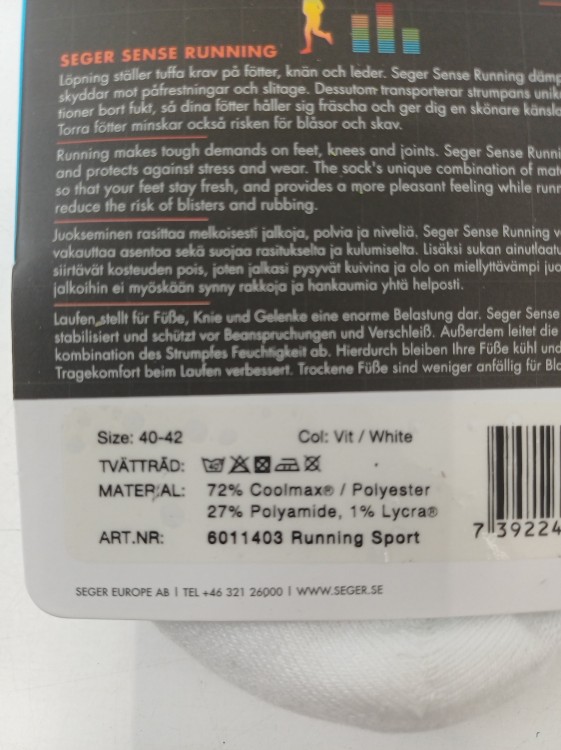 SEGER SENSE RUNNING
Löpning ställer tuffa krav på fötter, knän och leder. Seger Sense Running dämp
skyddar mot påfrestningar och slitage. Dessutom transporterar strumpans unik
tioner bort fukt, så dina fötter håller sig fräscha och ger dig en skönare känsla
Torra fötter minskar också risken för blåsor och skav.
Running makes tough demands on feet, knees and joints. Seger Sense Runni
and protects against stress and wear. The sock's unique combination of mat
so that your feet stay fresh, and provides a more pleasant feeling while runn
reduce the risk of blisters and rubbing.
Juokseminen rasittaa melkoisesti jalkoja, polvia ja niveliä. Seger Sense Running v
vakauttaa asentoa sekä suojaa rasitukselta ja kulumiselta. Lisäksi sukan ainutlaatu
siirtävät kosteuden pois, joten jalkasi pysyvät kuivina ja olo on miellyttävämpi juo
jalkoihin ei myöskään synny rakkoja ja hankaumia yhtä helposti.
Laufen stellt für Füße, Knie und Gelenke eine enorme Belastung dar. Seger Sense
stabilisiert und schützt vor Beanspruchungen und Verschleiß. Außerdem leitet die
kombination des Strumpfes Feuchtigkeit ab. Hierdurch bleiben Ihre Füße kühl und
Tragekomfort beim Laufen verbessert. Trockene Füße sind weniger anfällig für Bla
Size: 40-42 Col: Vit / White
TVÄTTRÅD:
MATERIAL: 72% Coolmax® / Polyester
27% Polyamide, 1% Lycra®
ART.NR: 6011403 Running Sport
7 39224
SEGER EUROPE AB | TEL +46 321 26000 | WWW.SEGER.SE